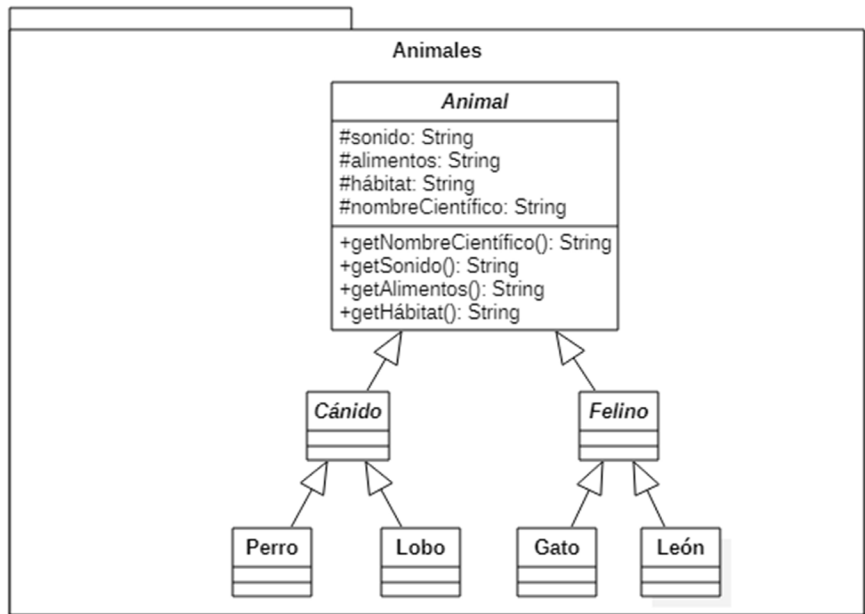 Animales
Animal
#sonido: String
#alimentos: String
#hábitat: String
#nombreCientífico: String
+getNombreCientífico(): String
+getSonido(): String
+getAlimentos(): String
+getHábitat(): String
Cánido
Felino
Perro
Lobo
Gato
León